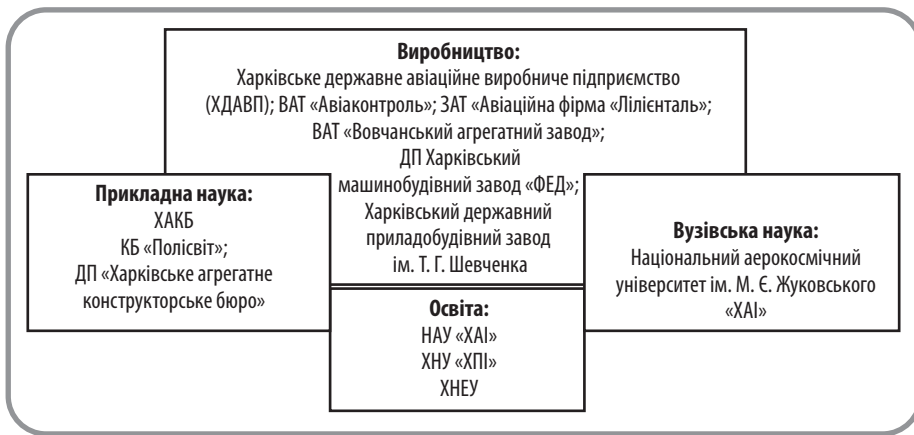 Виробництво:
Харківське державне авіаційне виробниче підприємство
(ХДАВП); ВАТ «Авіаконтроль»; ЗАТ «Авіаційна фірма «Лілієнталь»;
ВАТ «Вовчанський агрегатний завод»;
ДП Харківський
машинобудівний завод «ФЕД»;
Харківський державний
приладобудівний завод
ім. Т. Г. Шевченка
Прикладна наука:
ХАКБ
КБ «Полісвіт»;
ДП «Харківське агрегатне
конструкторське бюро»
Вузівська наука:
Національний аерокосмічний
університет ім. М. Є. Жуковського
«ХАІ»
Освіта:
НАУ «ХАІ»
ХНУ «ХПІ»
ХНЕУ